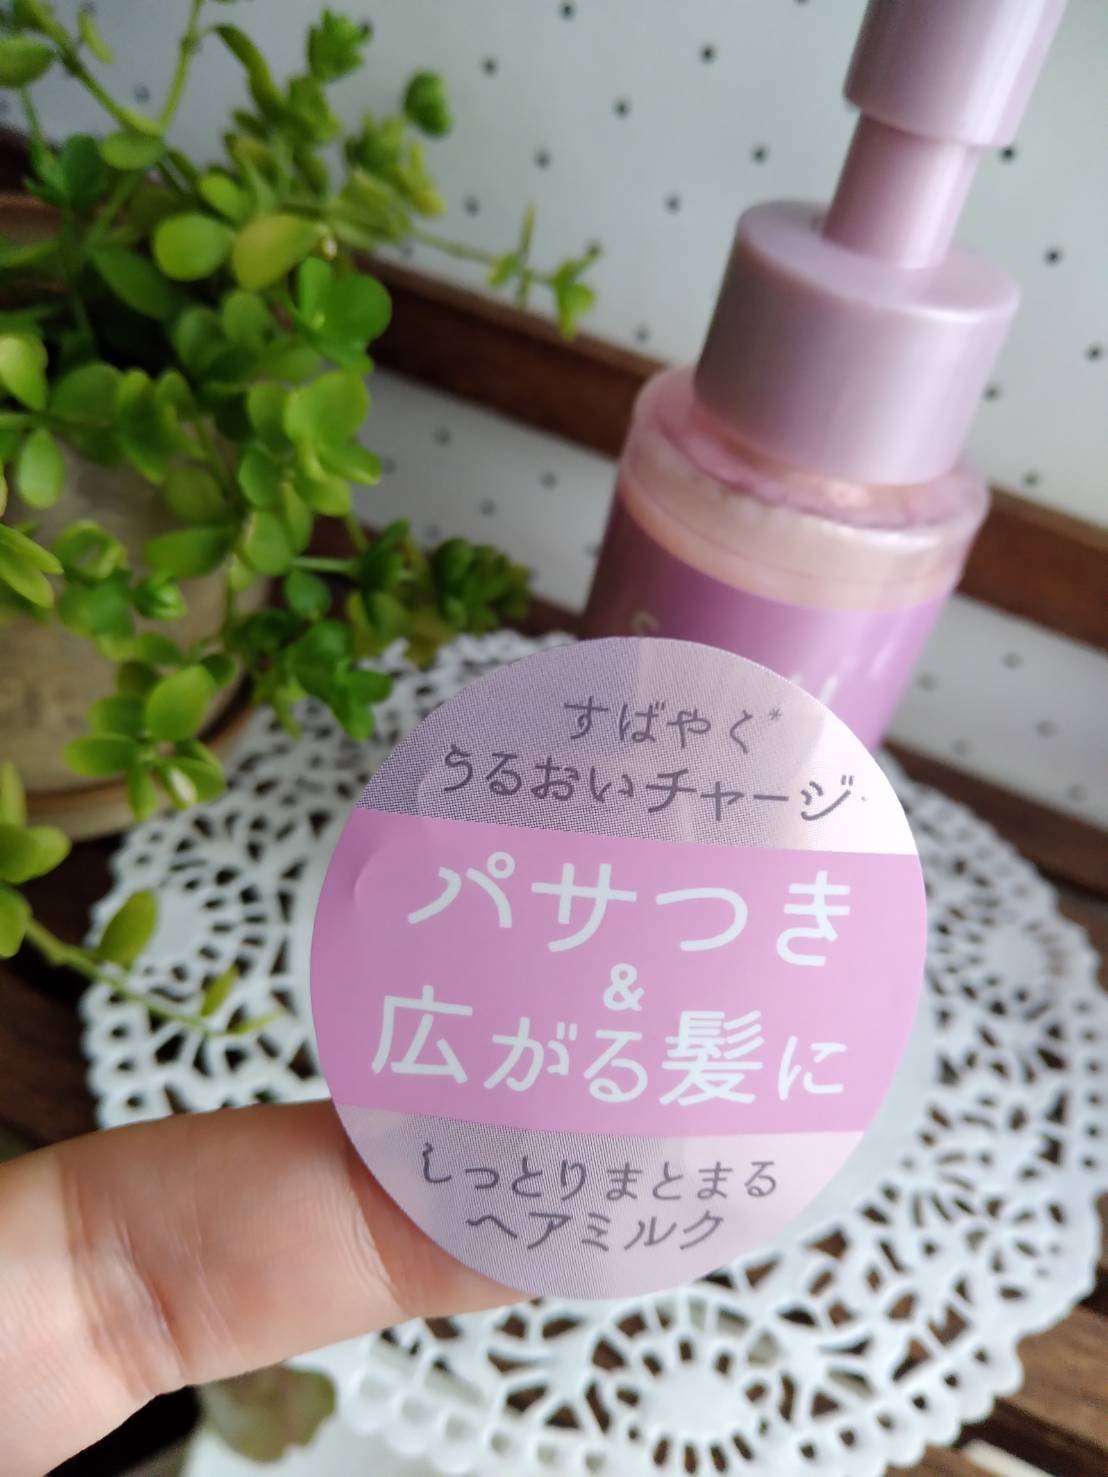 すばやく*
うるおいチャージ
パサつき
&
広がる髪に
しっとりまとまる
ヘアミルク